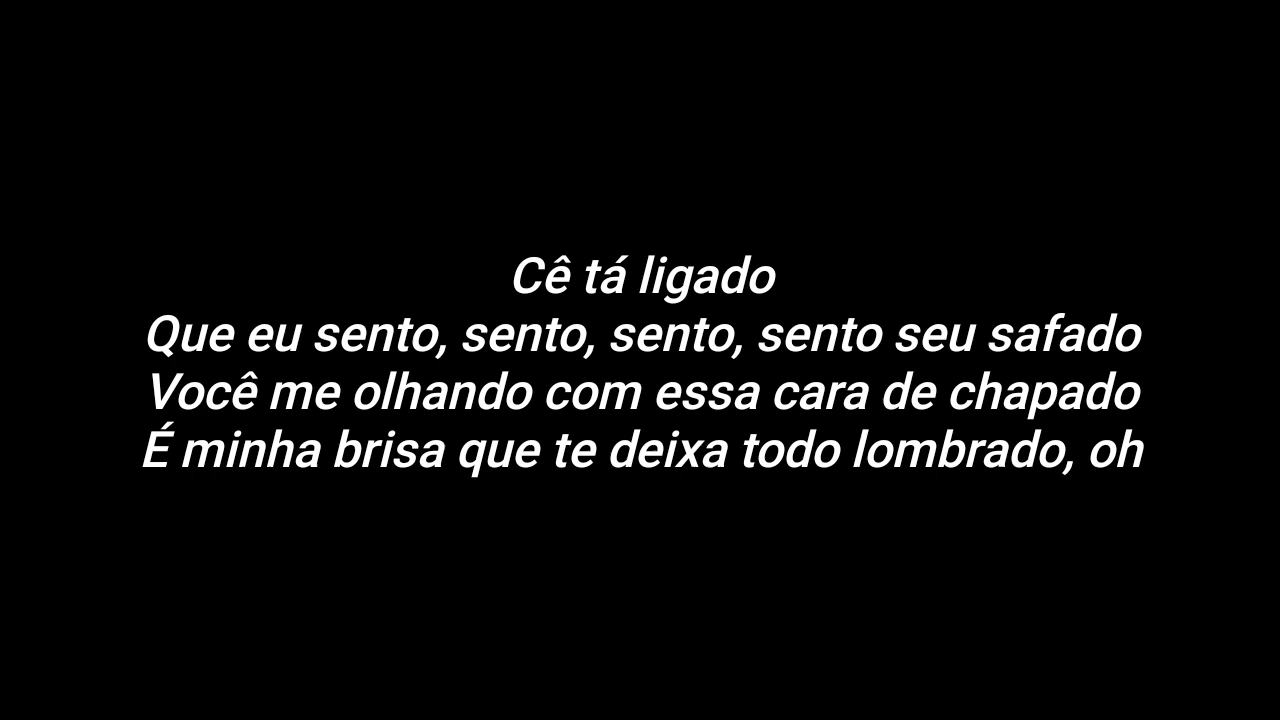 Cê tá ligado
Que eu sento, sento, sento, sento seu safado
Você me olhando com essa cara de chapado
É minha brisa que te deixa todo lombrado, oh